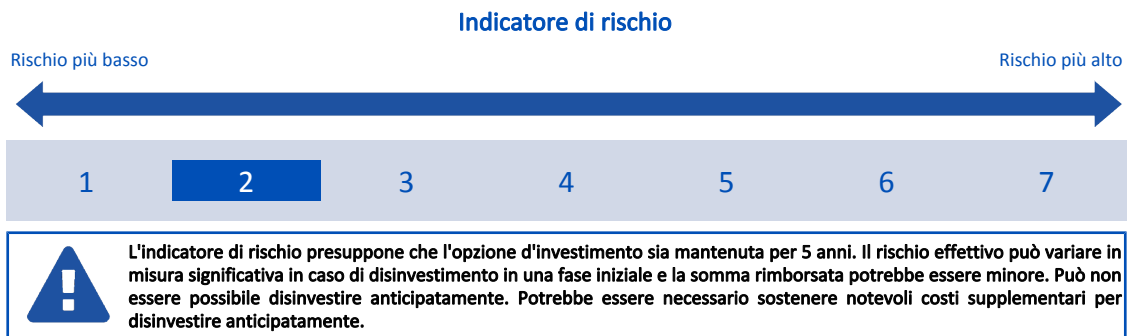 Indicatore di rischio
Rischio più basso
Rischio più alto
1 2 3 4 5 6 7
L'indicatore di rischio presuppone che l'opzione d'investimento sia mantenuta per 5 anni. Il rischio effettivo può variare in
misura significativa in caso di disinvestimento in una fase iniziale e la somma rimborsata potrebbe essere minore. Può non
essere possibile disinvestire anticipatamente. Potrebbe essere necessario sostenere notevoli costi supplementari per
disinvestire anticipatamente.